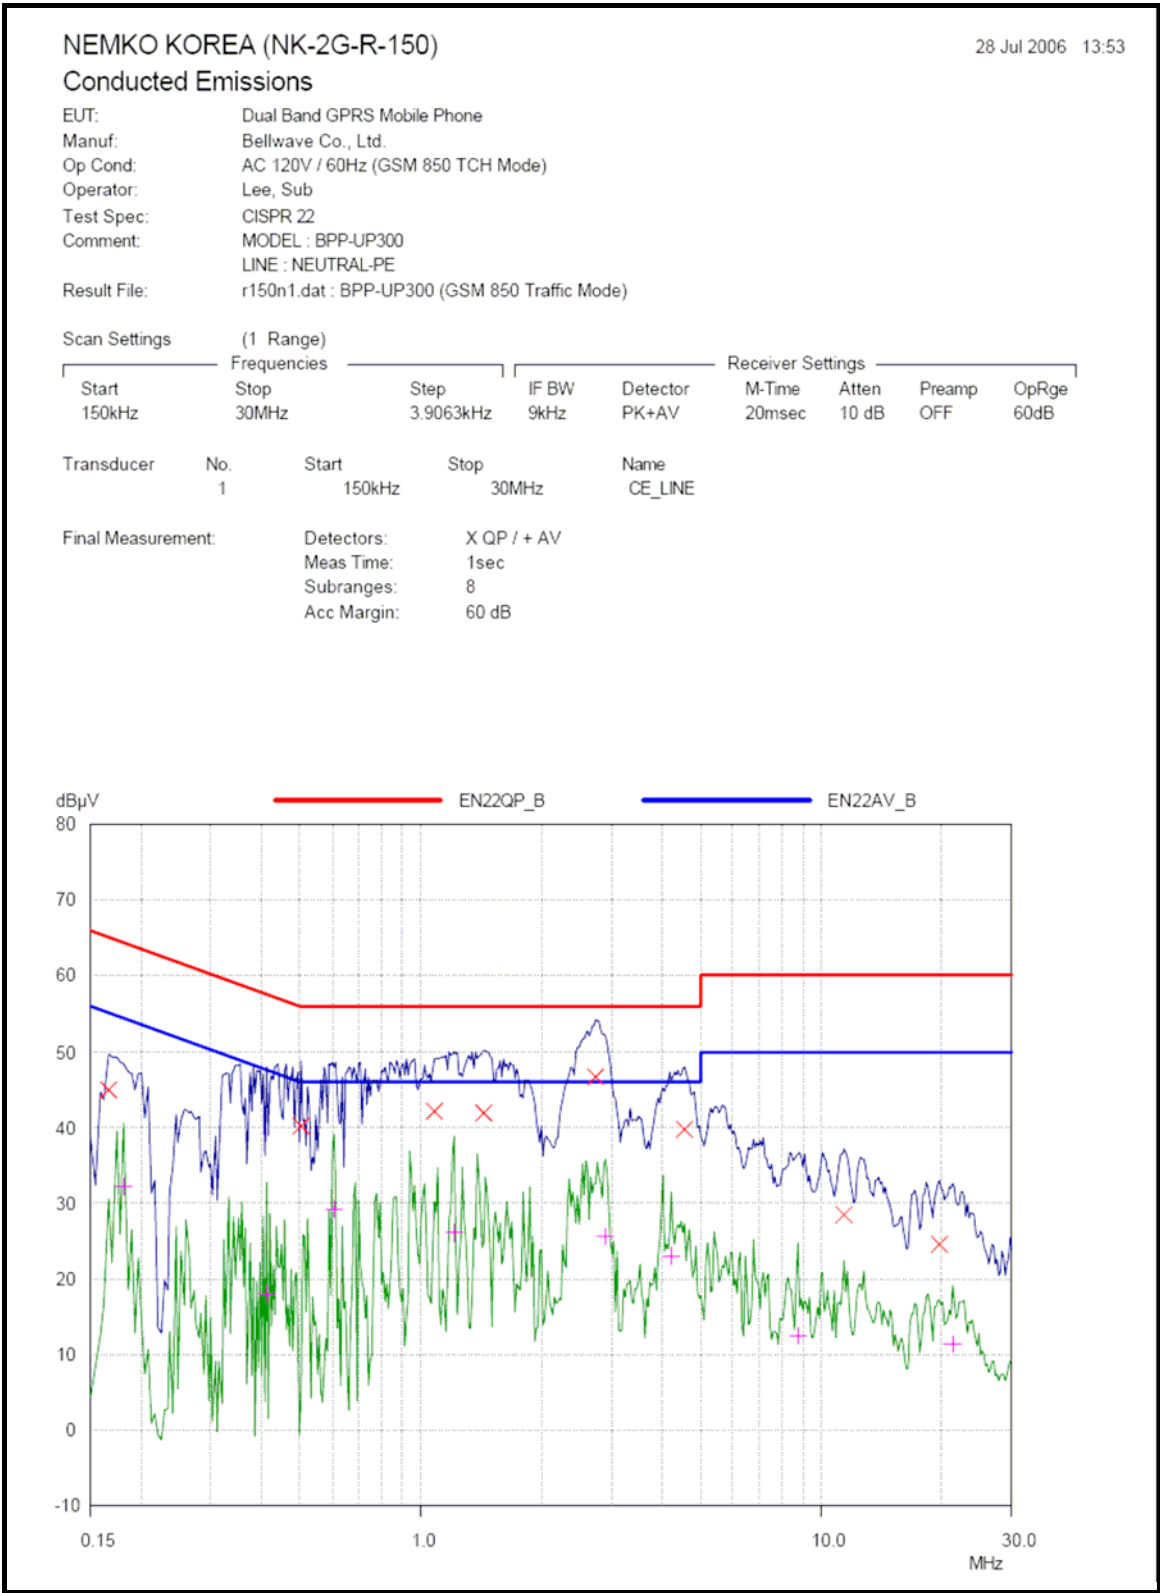 NEMKO KOREA (NK-2G-R-150) 28 Jul 2006 13:53
Conducted Emissions
EUT: Dual Band GPRS Mobile Phone
Manuf: Bellwave Co., Ltd.
Op Cond: AC 120V / 60Hz (GSM 850 TCH Mode)
Operator: Lee, Sub
Test Spec: CISPR 22
Comment: MODEL : BPP-UP300
LINE : NEUTRAL-PE
Result File: r150n1.dat : BPP-UP300 (GSM 850 Traffic Mode)
Scan Settings (1 Range)
Frequencies Receiver Settings
Start Stop Step IF BW Detector M-Time Atten Preamp OpRge
150kHz 30MHz 3.9063kHz 9kHz PK+AV 20msec 10 dB OFF 60dB
Transducer No. Start Stop Name
1 150kHz 30MHz CE_LINE
Final Measurement: Detectors: X QP / + AV
Meas Time: 1sec
Subranges: 8
Acc Margin: 60 dB
dBµV EN22QP_B EN22AV_B
80
70
60
50
40
30
20
10
0
-10
0.15 1.0 10.0 30.0
MHz